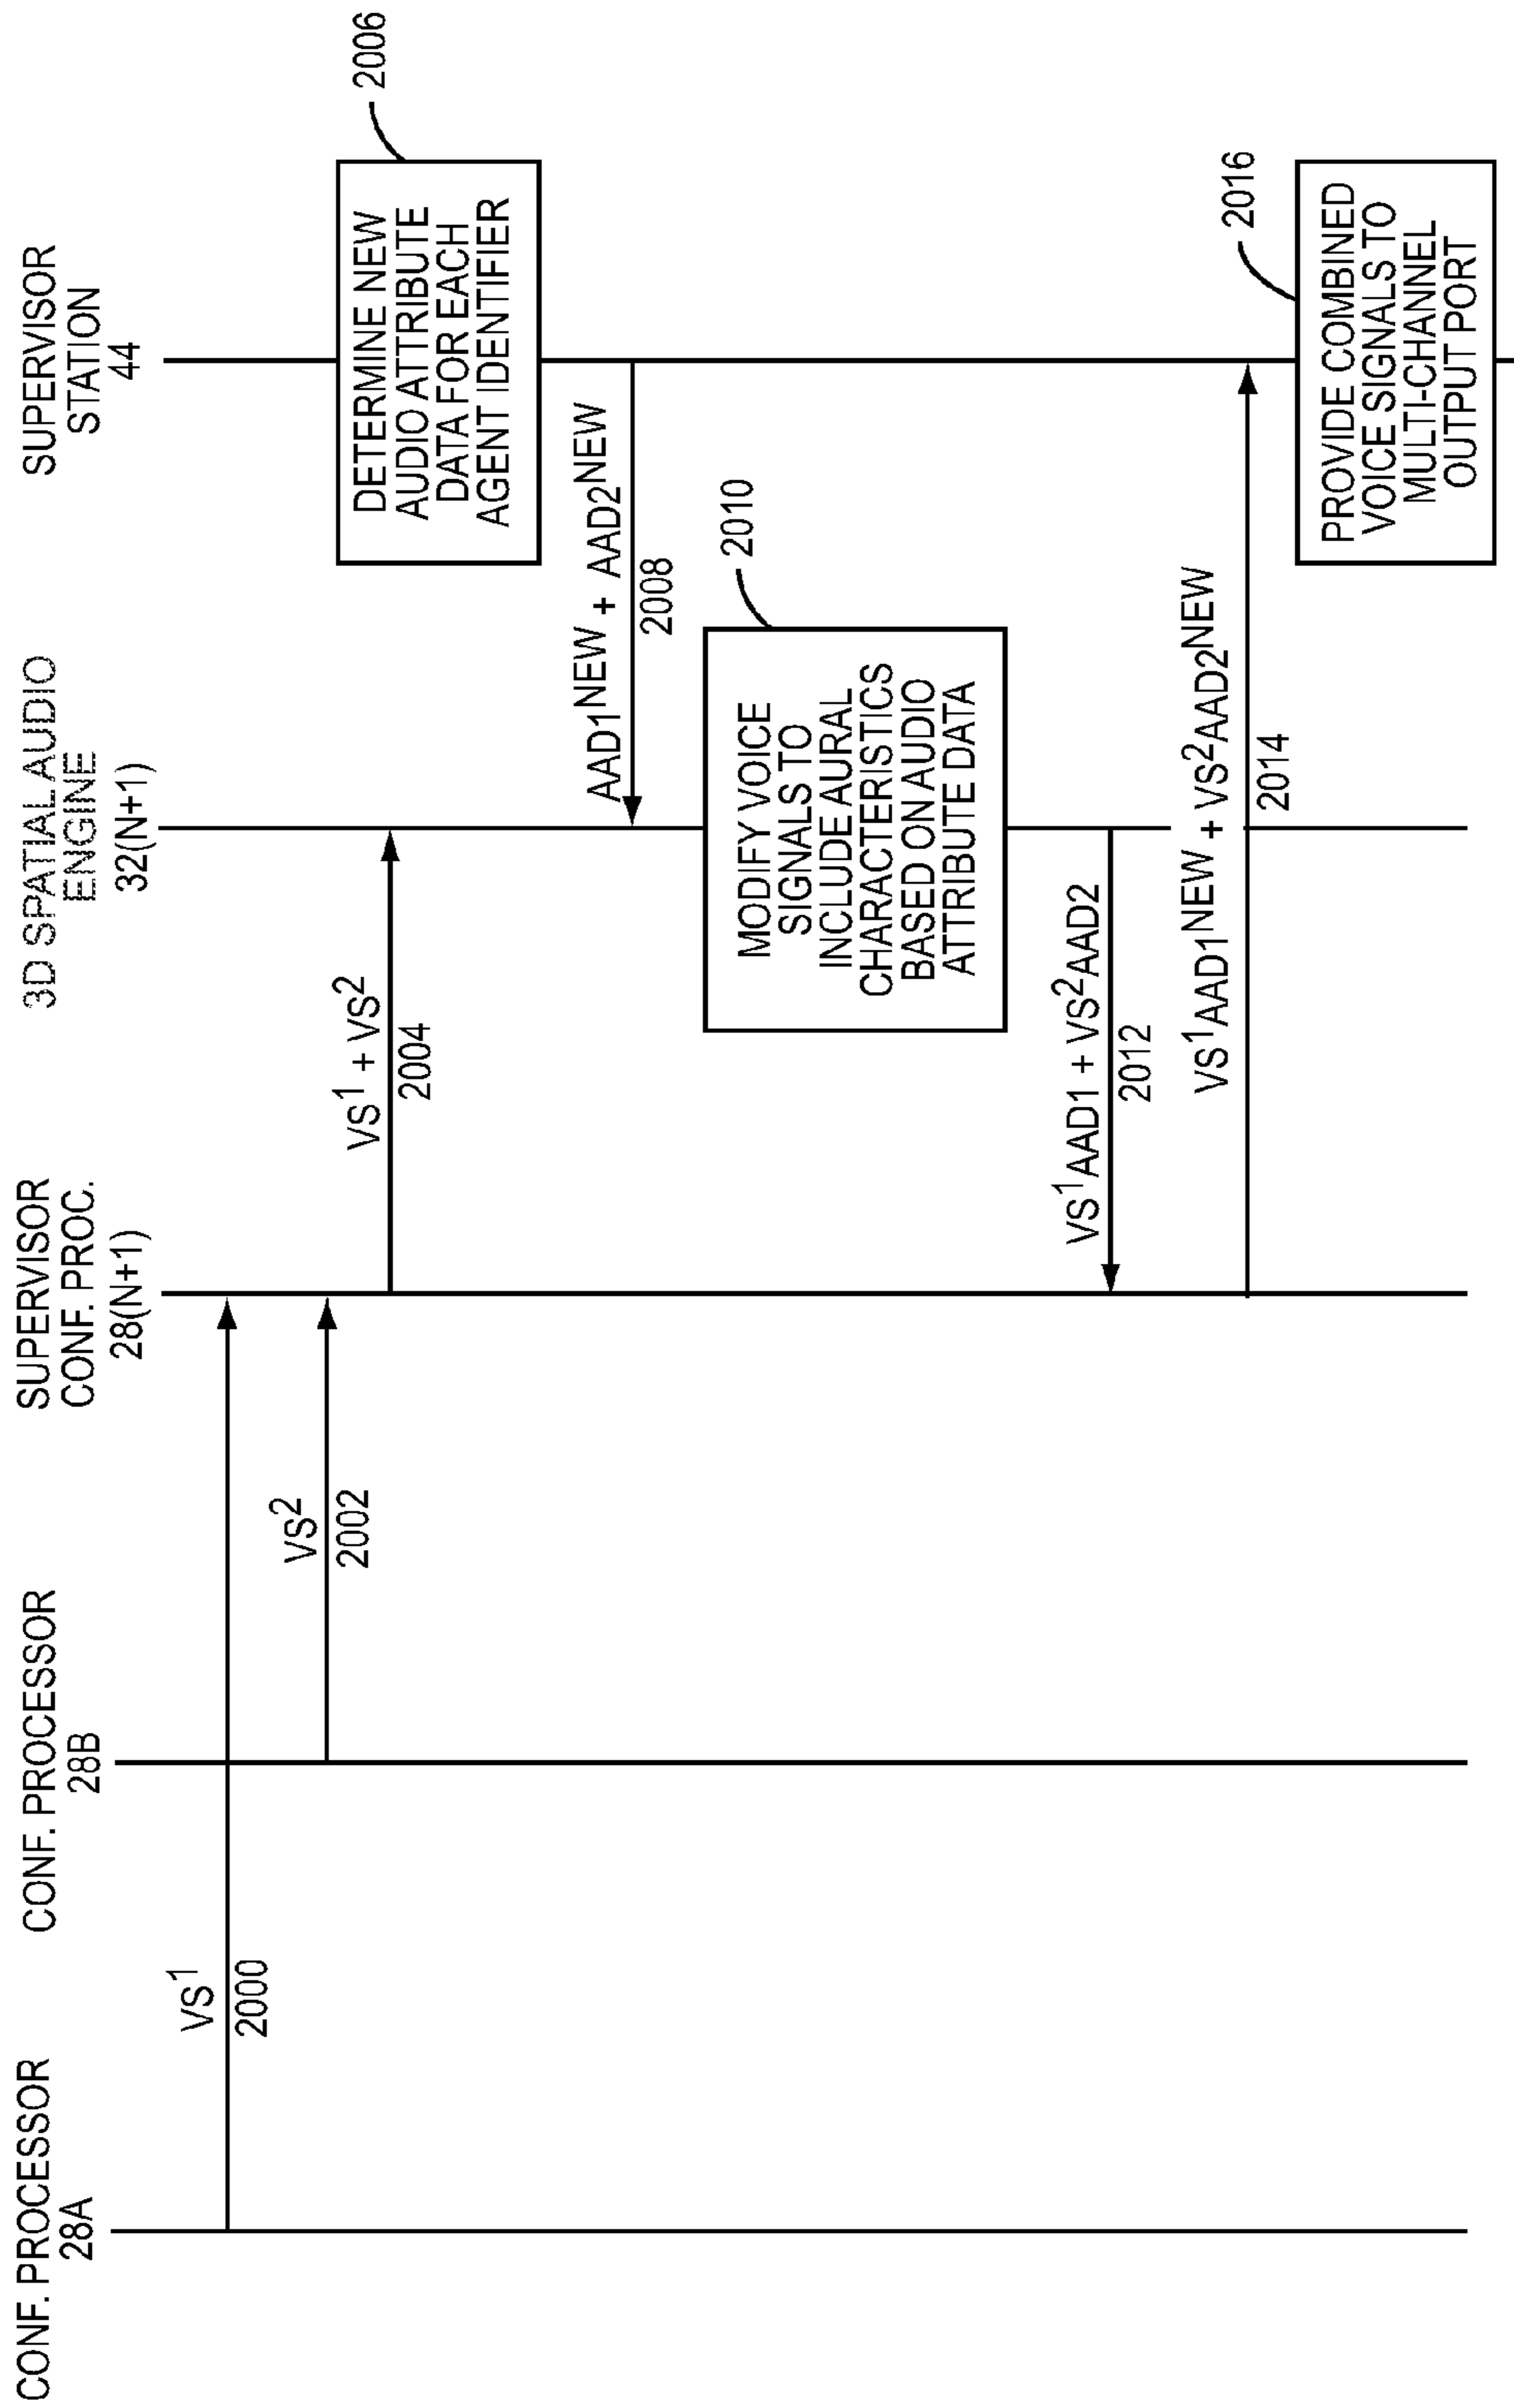 CONF. PROCESSOR
28A
CONF. PROCESSOR
28B
SUPERVISOR
CONF. PROC.
28(N+1)
3D SPATIAL AUDIO
ENGINE
32(N+1)
SUPERVISOR
STATION
44
VS¹
2000
VS²
2002
VS¹ + VS²
2004
DETERMINE NEW
AUDIO ATTRIBUTE
DATA FOR EACH
AGENT IDENTIFIER
2006
AAD1ᴺᴱᵂ + AAD2ᴺᴱᵂ
2008
MODIFY VOICE
SIGNALS TO
INCLUDE AURAL
CHARACTERISTICS
BASED ON AUDIO
ATTRIBUTE DATA
2010
VS¹AAD1 + VS²AAD2
2012
VS¹AAD1ᴺᴱᵂ + VS²AAD2ᴺᴱᵂ
2014
PROVIDE COMBINED
VOICE SIGNALS TO
MULTI-CHANNEL
OUTPUT PORT
2016